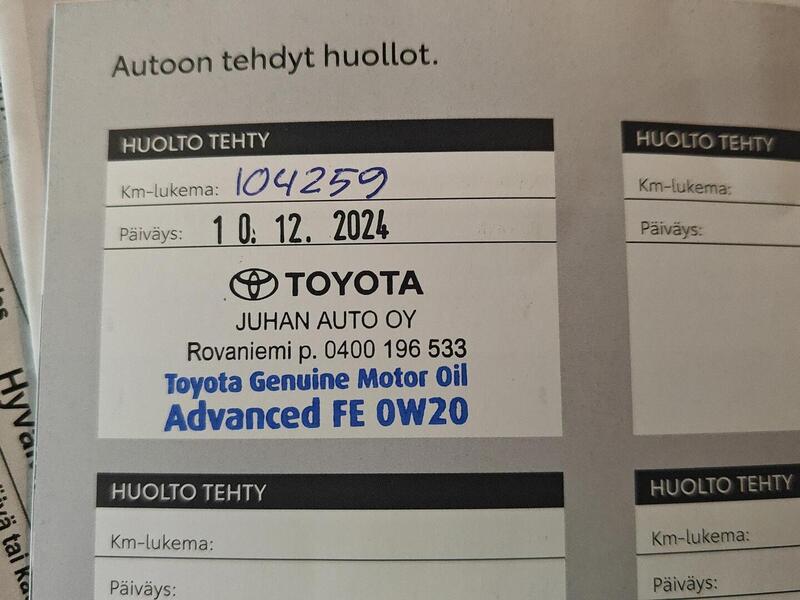 Autoon tehdyt huollot.
HUOLTO TEHTY
Km-lukema: 104259
Päiväys: 10. 12. 2024
TOYOTA
JUHAN AUTO OY
Rovaniemi p. 0400 196 533
Toyota Genuine Motor Oil
Advanced FE 0W20
HUOLTO TEHTY
Km-lukema:
Päiväys:
HUOLTO TEHTY
Km-lukema:
Päiväys:
HUOLTO TEHTY
Km-lukema:
Päiväys: